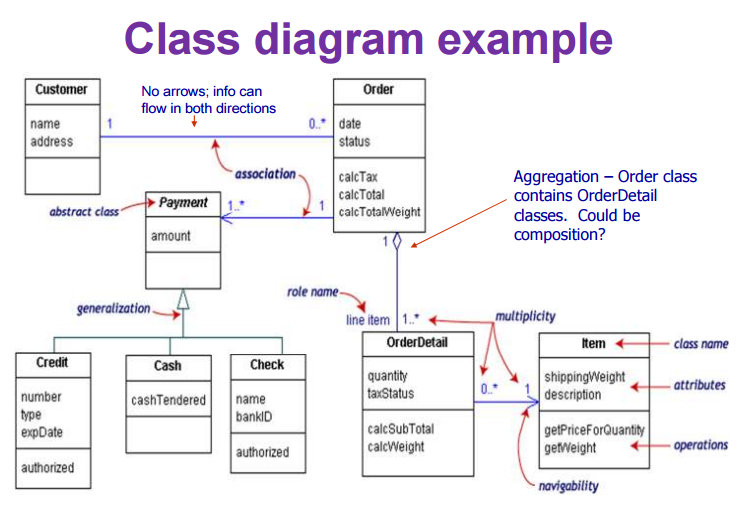 Class diagram example
Customer
name
address
No arrows; info can
flow in both directions
1
0..*
Order
date
status
calcTax
calcTotal
calcTotalWeight
association
abstract class
Payment
amount
1..*
1
Aggregation – Order class
contains OrderDetail
classes. Could be
composition?
1
generalization
role name
line item
1..*
multiplicity
Credit
number
type
expDate
authorized
Cash
cashTendered
Check
name
bankID
authorized
OrderDetail
quantity
taxStatus
calcSubTotal
calcWeight
0..*
1
Item
shippingWeight
description
getPriceForQuantity
getWeight
class name
attributes
operations
navigability